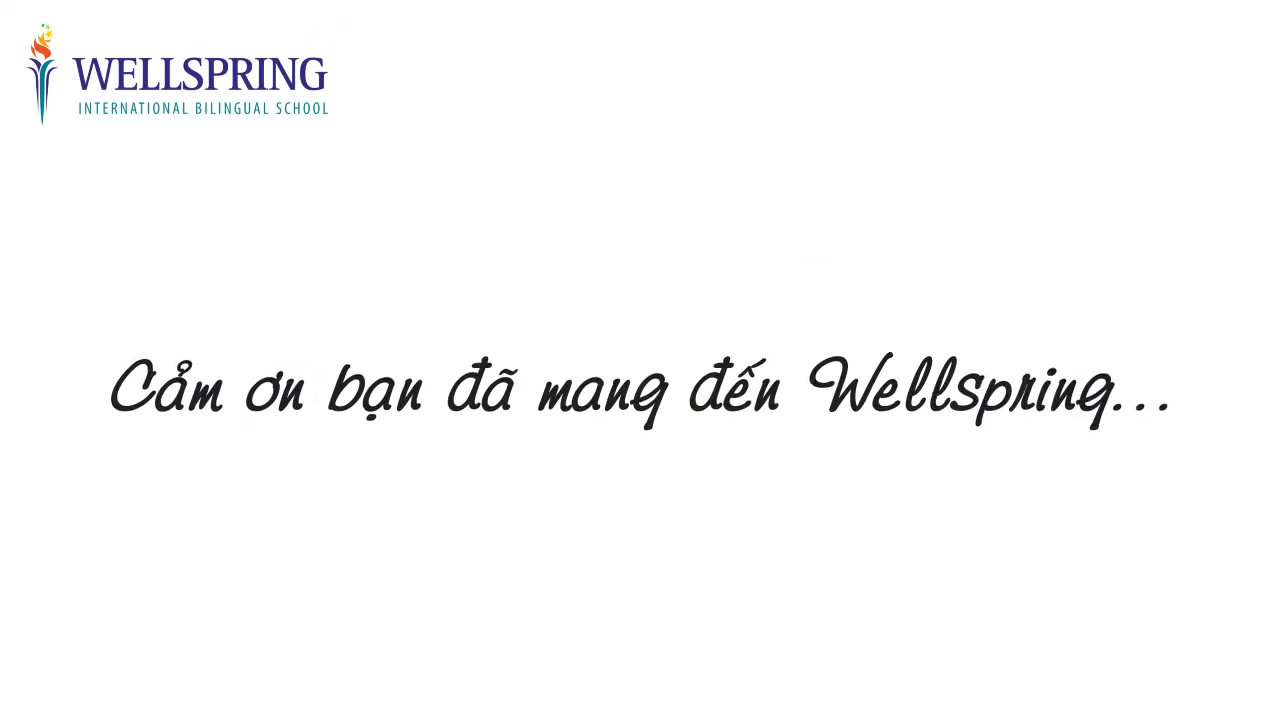 WELLSPRING
INTERNATIONAL BILINGUAL SCHOOL
Cảm ơn bạn đã mang đến Wellspring...